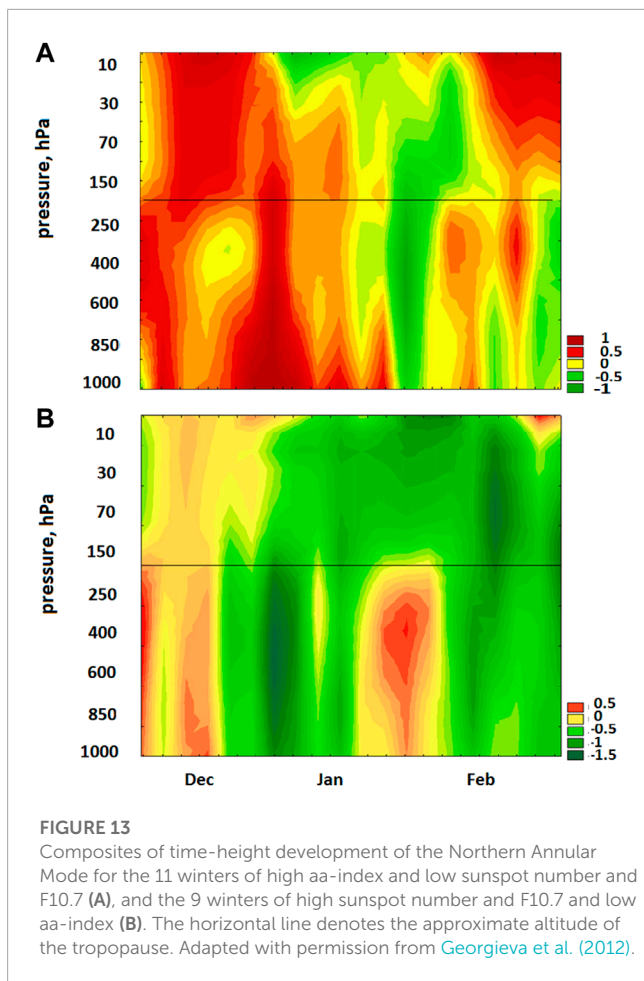 A
pressure, hPa
10
30
70
150
250
400
600
850
1000
1
0.5
0
-0.5
-1
B
pressure, hPa
10
30
70
150
250
400
600
850
1000
0.5
0
-0.5
-1
-1.5
Dec Jan Feb
FIGURE 13
Composites of time-height development of the Northern Annular
Mode for the 11 winters of high aa-index and low sunspot number and
F10.7 (A), and the 9 winters of high sunspot number and F10.7 and low
aa-index (B). The horizontal line denotes the approximate altitude of
the tropopause. Adapted with permission from Georgieva et al. (2012).